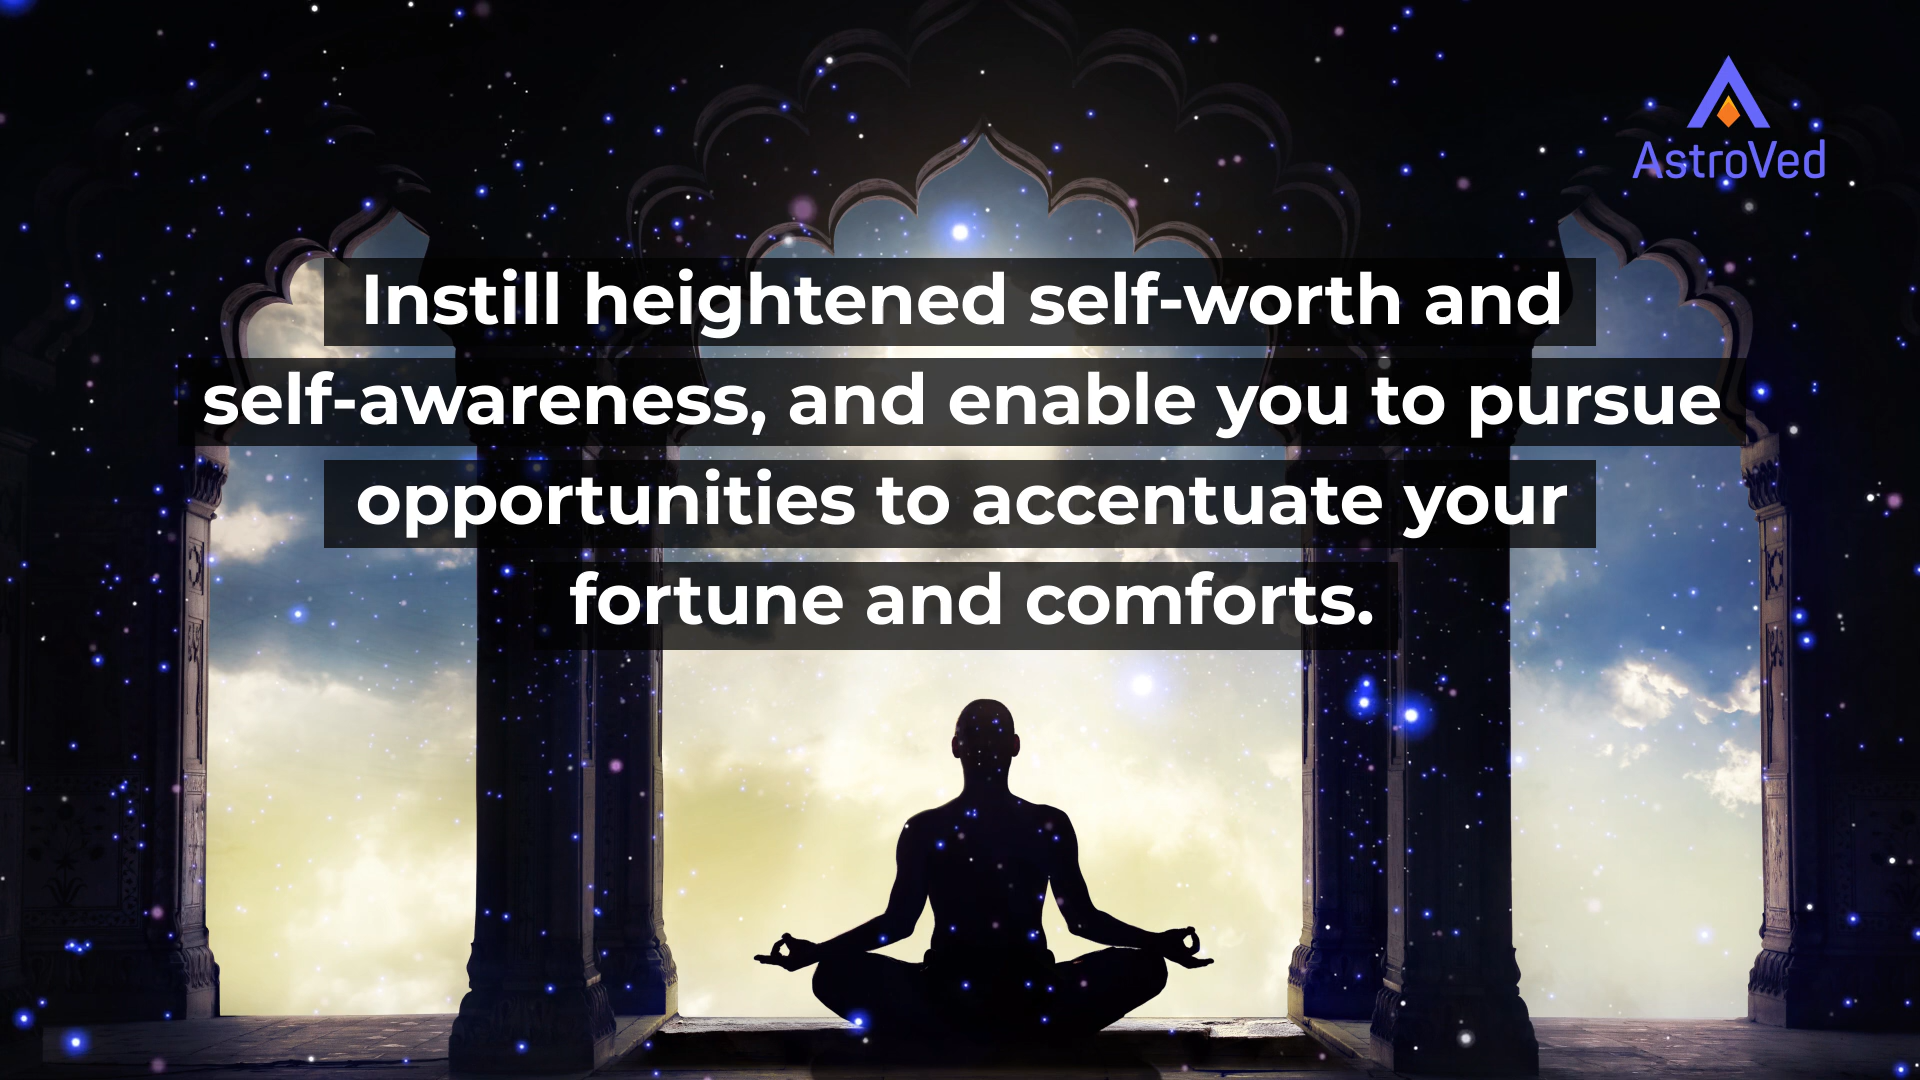 AstroVed
Instill heightened self-worth and
self-awareness, and enable you to pursue
opportunities to accentuate your
fortune and comforts.